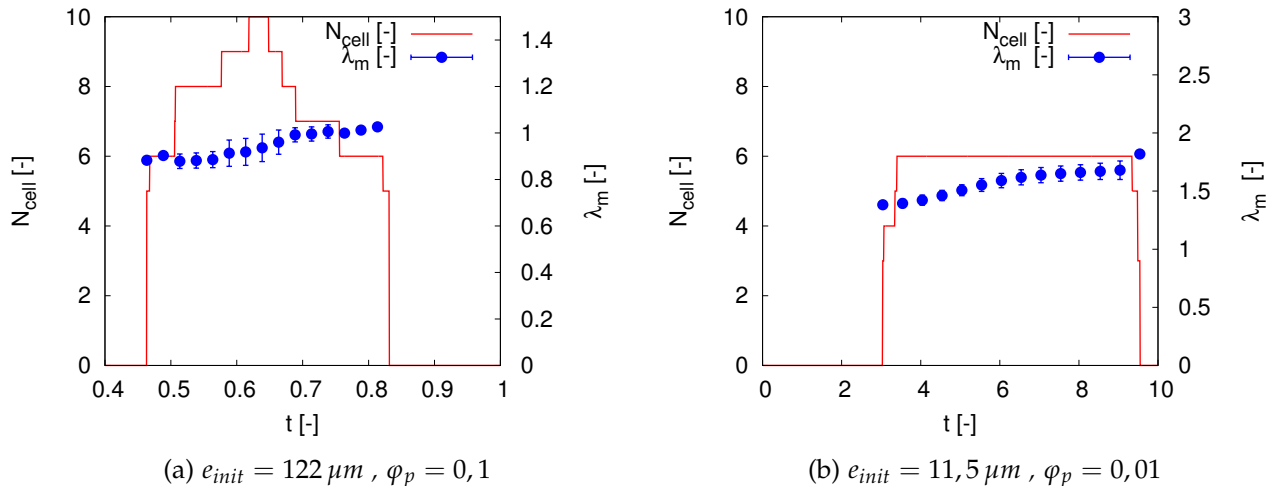 N_cell [-]
λ_m [-]
10
8
6
4
2
0
N_cell [-]
1.4
1.2
1
0.8
0.6
0.4
0.2
0
λ_m [-]
0.4 0.5 0.6 0.7 0.8 0.9 1
t [-]
(a) e_init = 122 μm , φ_p = 0,1
N_cell [-]
λ_m [-]
10
8
6
4
2
0
N_cell [-]
3
2.5
2
1.5
1
0.5
0
λ_m [-]
0 2 4 6 8 10
t [-]
(b) e_init = 11,5 μm , φ_p = 0,01